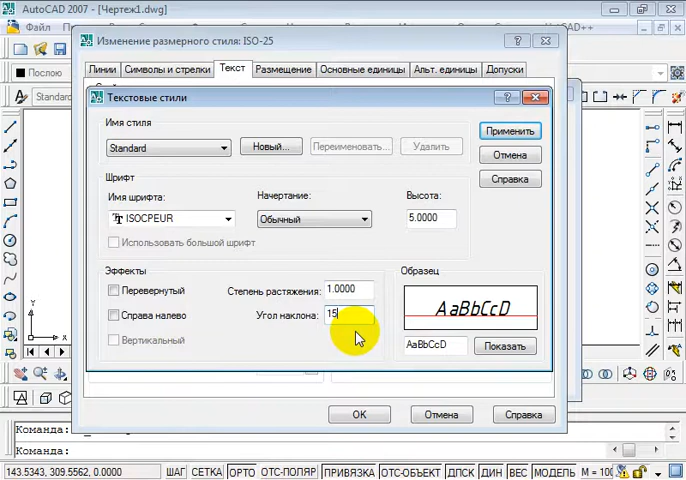 AutoCAD 2007 - [Чертеж1.dwg]
Файл
Изменение размерного стиля: ISO-25
Послою
Линии Символы и стрелки Текст Размещение Основные единицы Альт. единицы Допуски
Standard
Текстовые стили
Имя стиля
Standard
Новый...
Переименовать...
Удалить
Применить
Отмена
Справка
Шрифт
Имя шрифта:
Начертание:
Высота:
ISOCPEUR
Обычный
5.0000
Использовать большой шрифт
Эффекты
Образец
Перевернутый
Степень растяжения:
1.0000
Справа налево
Угол наклона:
15
AaBbCcD
Вертикальный
AaBbCcD
Показать
Y
X
OK
Отмена
Справка
Команда:
Команда:
143.5343, 309.5562, 0.0000 ШАГ СЕТКА ОРТО ОТС-ПОЛЯР ПРИВЯЗКА ОТС-ОБЪЕКТ ДПСК ДИН ВЕС МОДЕЛЬ